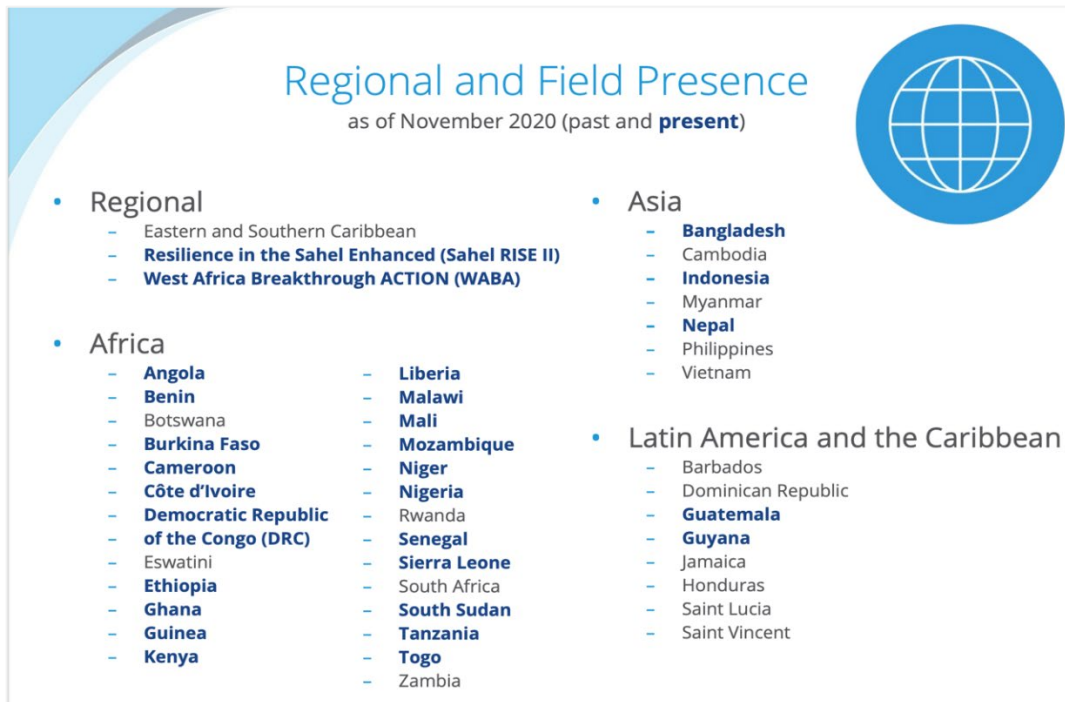 Regional and Field Presence
as of November 2020 (past and present)
• Regional
– Eastern and Southern Caribbean
– Resilience in the Sahel Enhanced (Sahel RISE II)
– West Africa Breakthrough ACTION (WABA)
• Africa
– Angola
– Benin
– Botswana
– Burkina Faso
– Cameroon
– Côte d’Ivoire
– Democratic Republic
– of the Congo (DRC)
– Eswatini
– Ethiopia
– Ghana
– Guinea
– Kenya
– Liberia
– Malawi
– Mali
– Mozambique
– Niger
– Nigeria
– Rwanda
– Senegal
– Sierra Leone
– South Africa
– South Sudan
– Tanzania
– Togo
– Zambia
• Asia
– Bangladesh
– Cambodia
– Indonesia
– Myanmar
– Nepal
– Philippines
– Vietnam
• Latin America and the Caribbean
– Barbados
– Dominican Republic
– Guatemala
– Guyana
– Jamaica
– Honduras
– Saint Lucia
– Saint Vincent